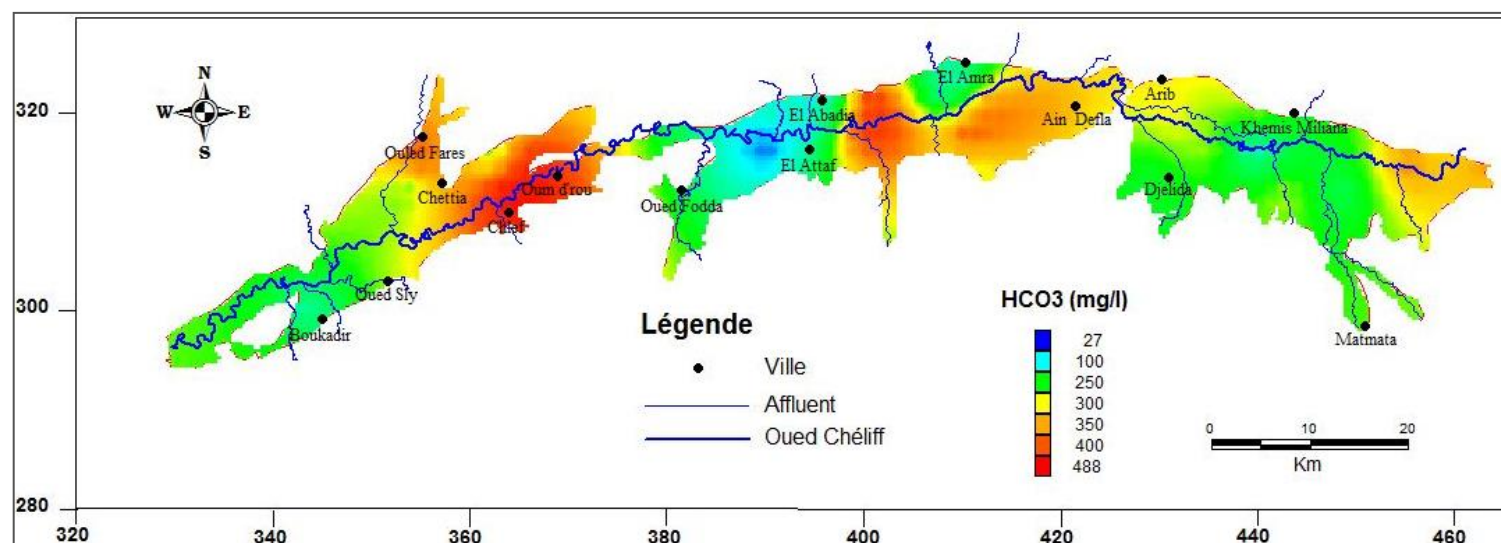 320
300
280
320
340
360
380
400
420
440
460
N
W
E
S
Ouled Fares
Chettia
Oum d'rou
Chlef
Oued Sly
Boukadir
Oued Fodda
El Abadia
El Attaf
El Amra
Ain Defla
Arib
Khemis Miliana
Djelida
Matmata
Légende
Ville
Affluent
Oued Chéliff
HCO3 (mg/l)
27
100
250
300
350
400
488
0
20
Km